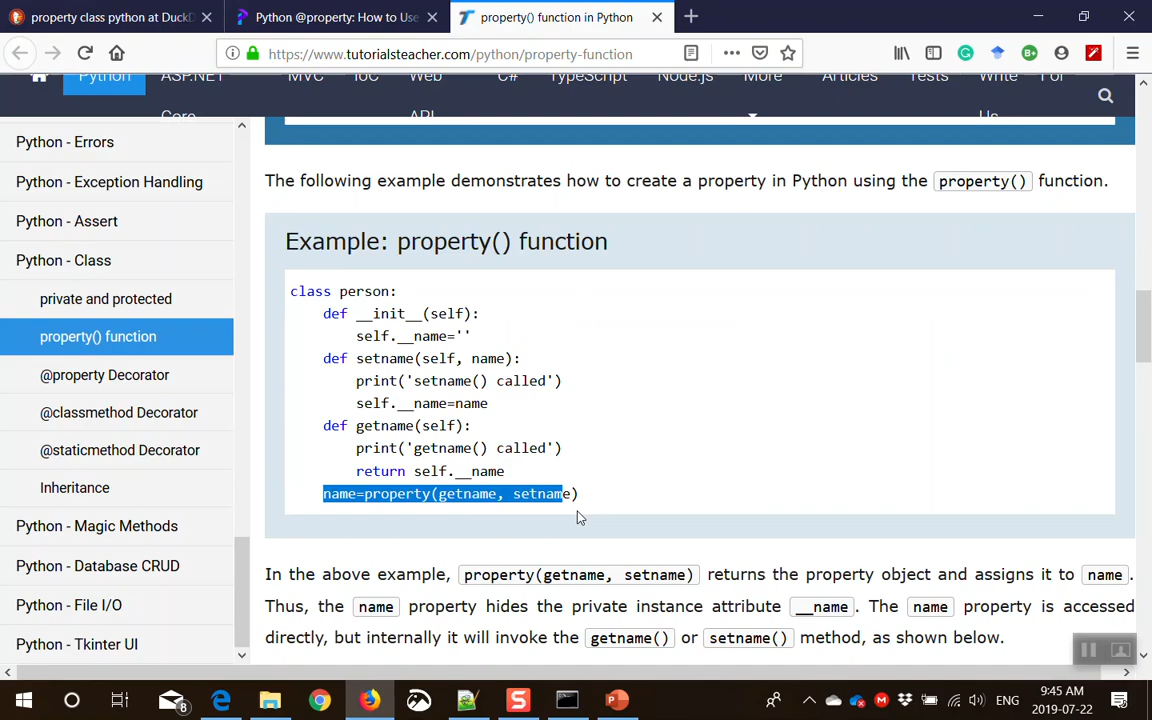 property class python at DuckD
Python @property: How to Use
property() function in Python
https://www.tutorialsteacher.com/python/property-function
Python
ASP.NET
Core
MVC
IoC
Web
API
C#
TypeScript
Node.js
More
Articles
Tests
Write
Us
For
Python - Errors
Python - Exception Handling
Python - Assert
Python - Class
private and protected
property() function
@property Decorator
@classmethod Decorator
@staticmethod Decorator
Inheritance
Python - Magic Methods
Python - Database CRUD
Python - File I/O
Python - Tkinter UI
The following example demonstrates how to create a property in Python using the property() function.
Example: property() function
class person:
def __init__(self):
self.__name=''
def setname(self, name):
print('setname() called')
self.__name=name
def getname(self):
print('getname() called')
return self.__name
name=property(getname, setname)
In the above example, property(getname, setname) returns the property object and assigns it to name.
Thus, the name property hides the private instance attribute __name. The name property is accessed
directly, but internally it will invoke the getname() or setname() method, as shown below.
8
ENG
9:45 AM
2019-07-22